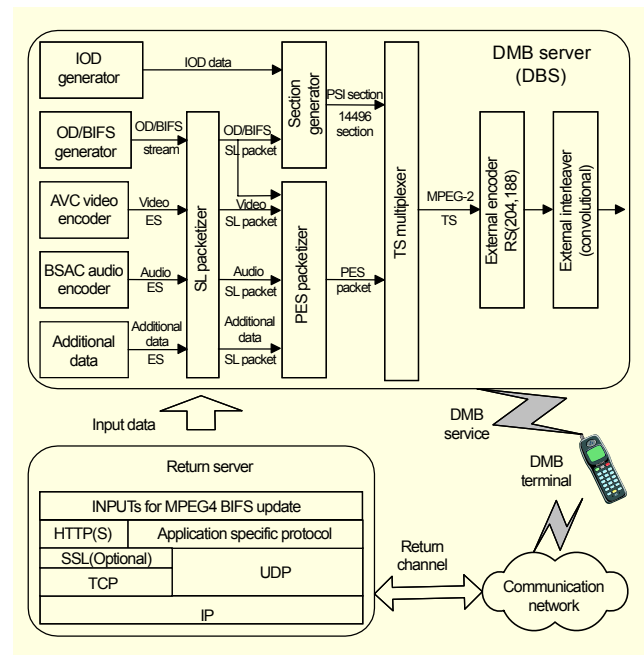 DMB server
(DBS)
IOD
generator
IOD data
OD/BIFS
generator
OD/BIFS
stream
AVC video
encoder
Video
ES
BSAC audio
encoder
Audio
ES
Additional
data
Additional
data
ES
SL packetizer
OD/BIFS
SL packet
Video
SL packet
Audio
SL packet
Additional
data
SL packet
Section
generator
PES packetizer
PSI section
14496
section
PES
packet
TS multiplexer
MPEG-2
TS
External encoder
RS(204,188)
External interleaver
(convolutional)
Input data
DMB
service
DMB
terminal
Return server
INPUTs for MPEG4 BIFS update
HTTP(S)
Application specific protocol
SSL(Optional)
TCP
UDP
IP
Return
channel
Communication
network